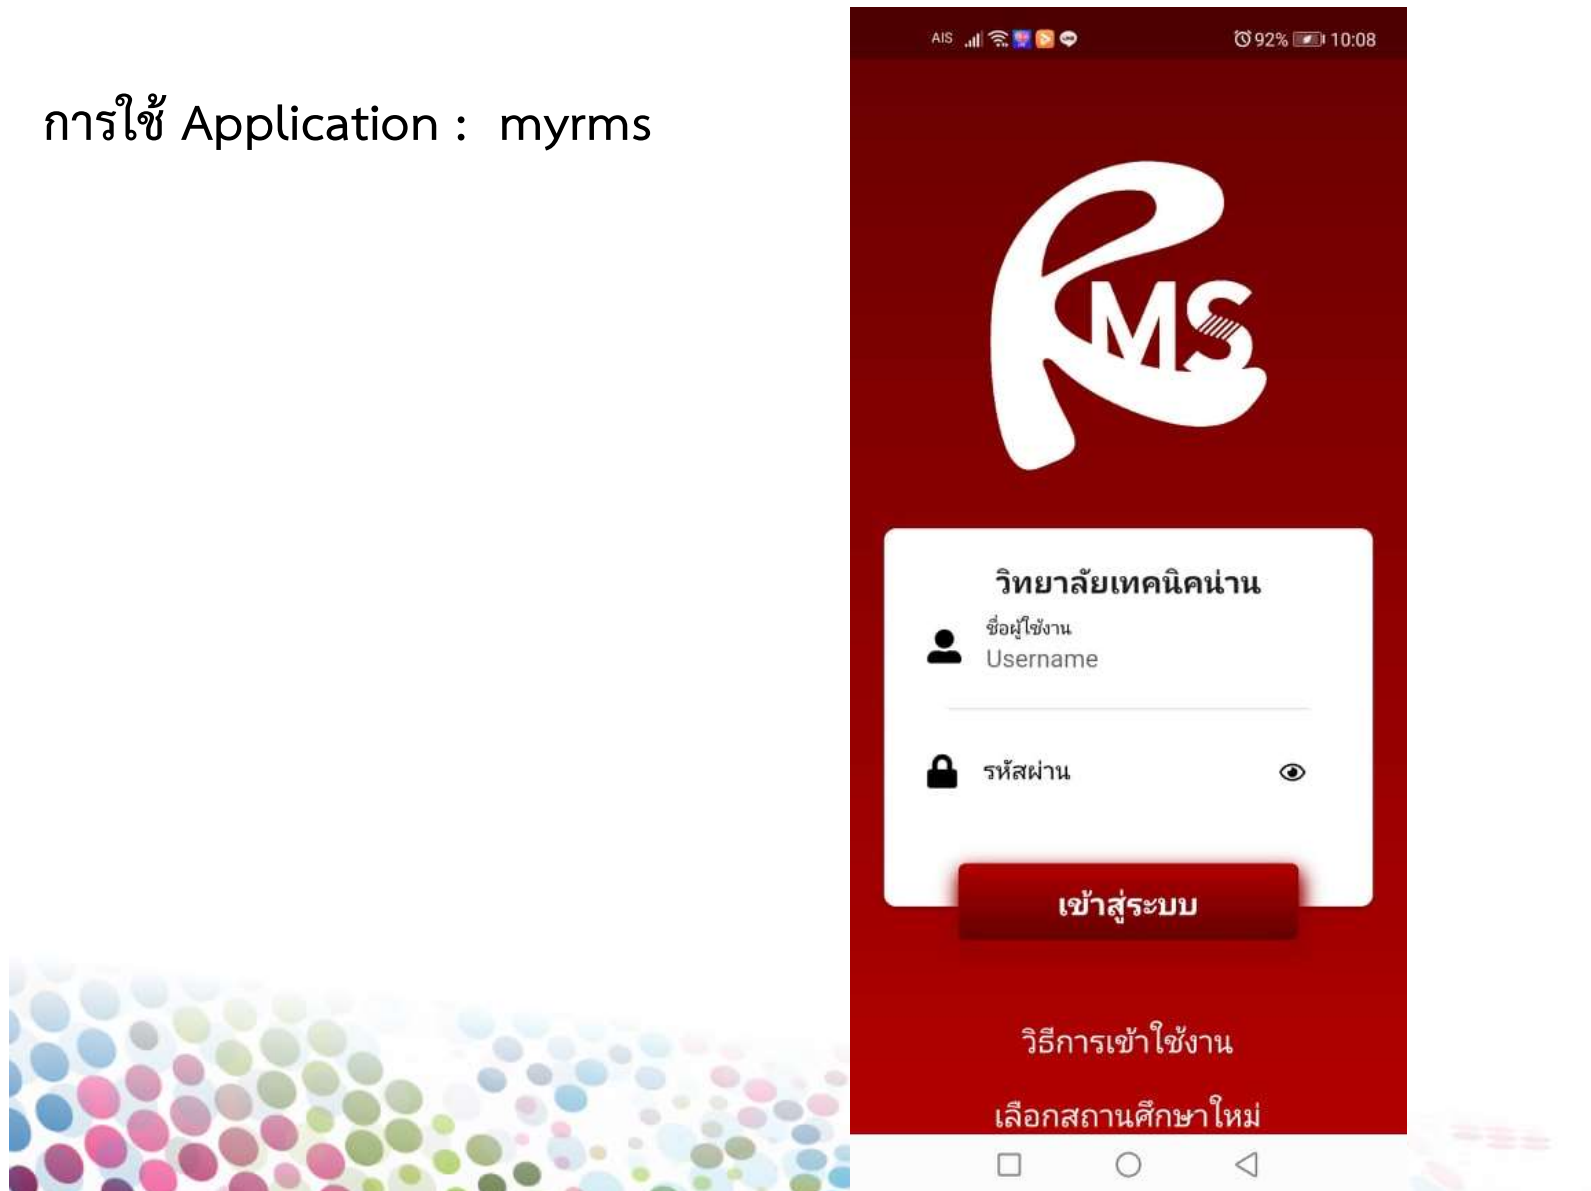 การใช้ Application :  myrms
AIS 92% 10:08
RMS
วิทยาลัยเทคนิคน่าน
ชื่อผู้ใช้งาน
Username
รหัสผ่าน
เข้าสู่ระบบ
วิธีการเข้าใช้งาน
เลือกสถานศึกษาใหม่